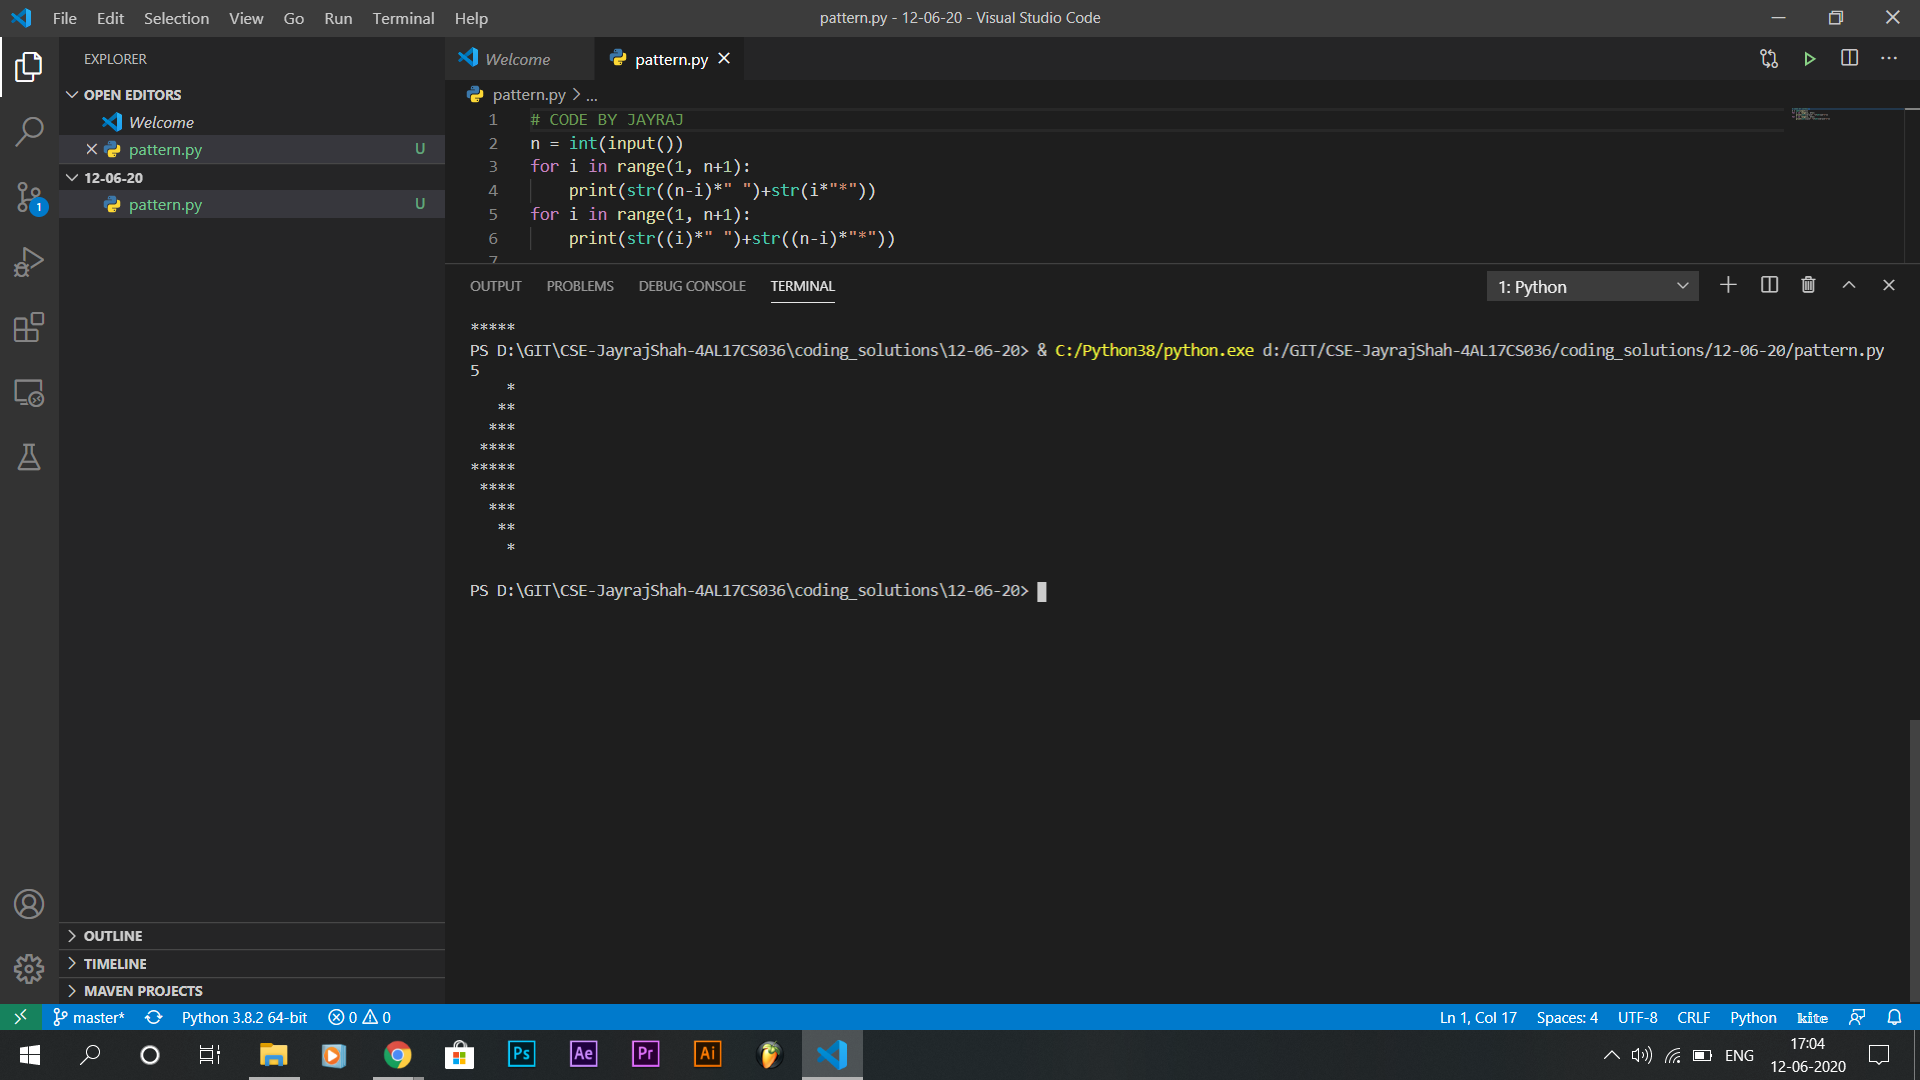 File Edit Selection View Go Run Terminal Help
pattern.py - 12-06-20 - Visual Studio Code
EXPLORER
OPEN EDITORS
Welcome
pattern.py U
12-06-20
pattern.py U
1
OUTLINE
TIMELINE
MAVEN PROJECTS
Welcome pattern.py
pattern.py > ...
1 # CODE BY JAYRAJ
2 n = int(input())
3 for i in range(1, n+1):
4     print(str((n-i)*" ")+str(i*"*"))
5 for i in range(1, n+1):
6     print(str((i)*" ")+str((n-i)*"*"))
7
OUTPUT PROBLEMS DEBUG CONSOLE TERMINAL
1: Python
*****
PS D:\GIT\CSE-JayrajShah-4AL17CS036\coding_solutions\12-06-20> & C:/Python38/python.exe d:/GIT/CSE-JayrajShah-4AL17CS036/coding_solutions/12-06-20/pattern.py
5
    *
   **
  ***
 ****
*****
 ****
  ***
   **
    *
PS D:\GIT\CSE-JayrajShah-4AL17CS036\coding_solutions\12-06-20>
master* Python 3.8.2 64-bit 0 0
Ln 1, Col 17 Spaces: 4 UTF-8 CRLF Python kite
Ps Ae Pr Ai
ENG
17:04
12-06-2020